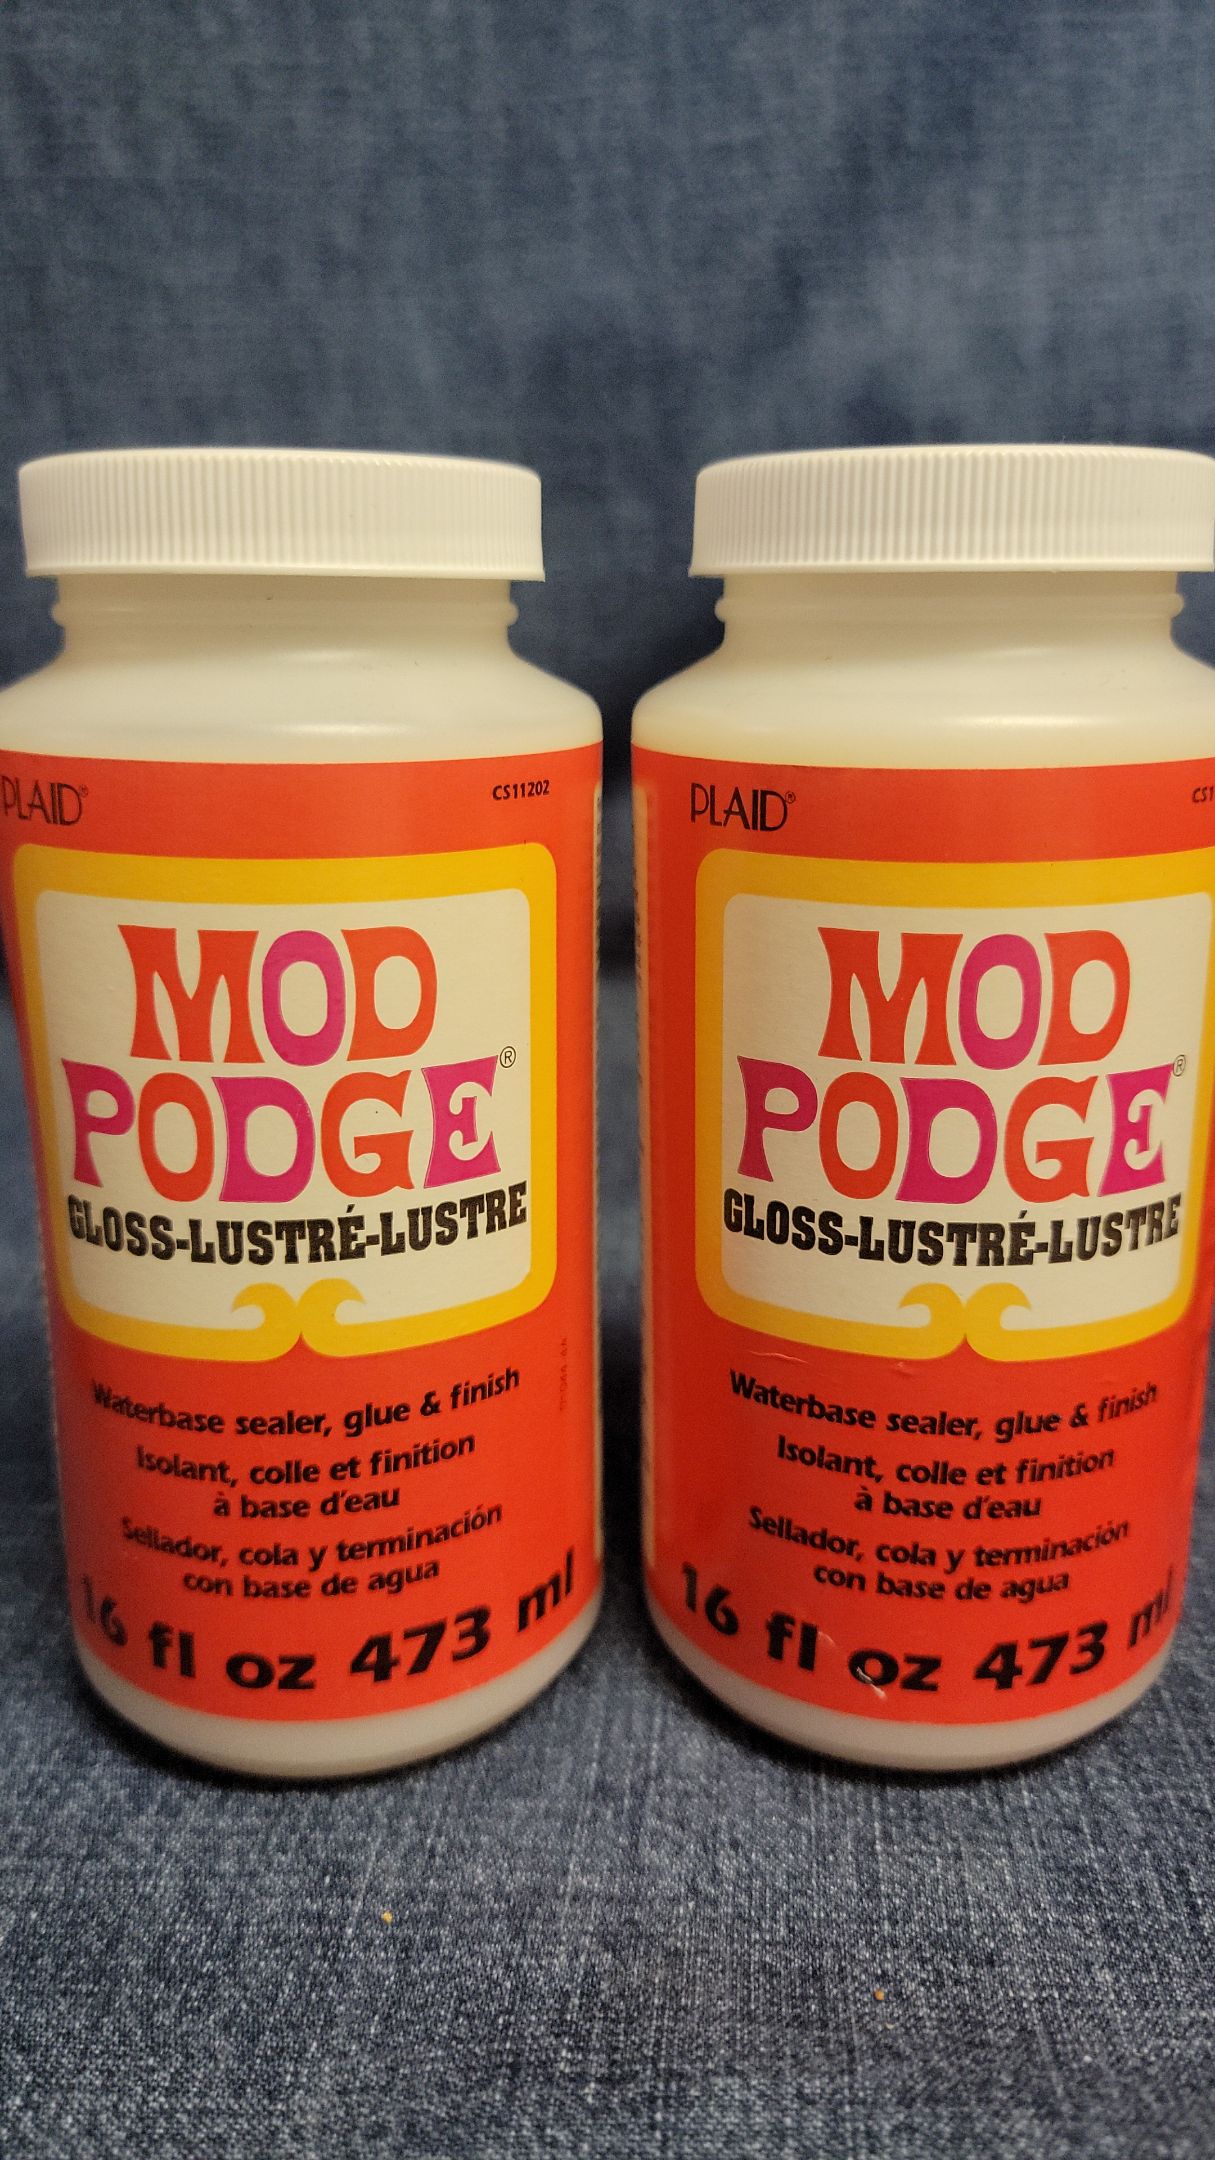 PLAID®
CS11202
MOD
PODGE®
GLOSS-LUSTRÉ-LUSTRE
Waterbase sealer, glue & finish
Isolant, colle et finition
à base d'eau
Sellador, cola y terminación
con base de agua
16 fl oz 473 ml
PLAID®
CS1
MOD
PODGE®
GLOSS-LUSTRÉ-LUSTRE
Waterbase sealer, glue & finish
Isolant, colle et finition
à base d'eau
Sellador, cola y terminación
con base de agua
16 fl oz 473 ml